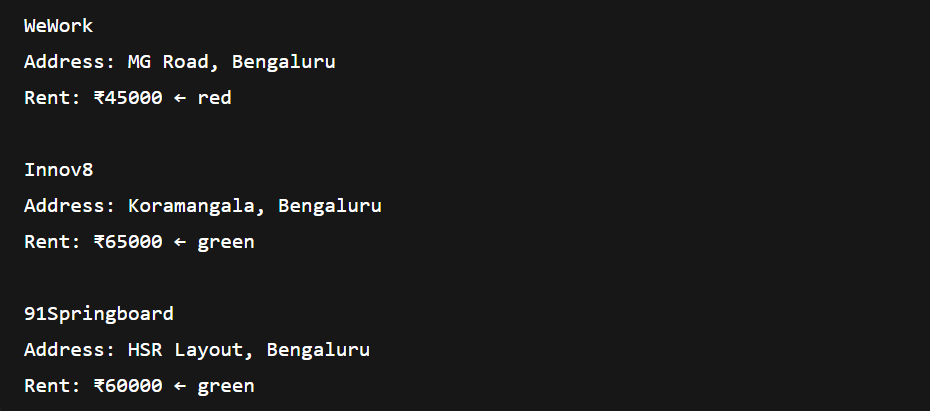 WeWork
Address: MG Road, Bengaluru
Rent: ₹45000 ← red
Innov8
Address: Koramangala, Bengaluru
Rent: ₹65000 ← green
91Springboard
Address: HSR Layout, Bengaluru
Rent: ₹60000 ← green